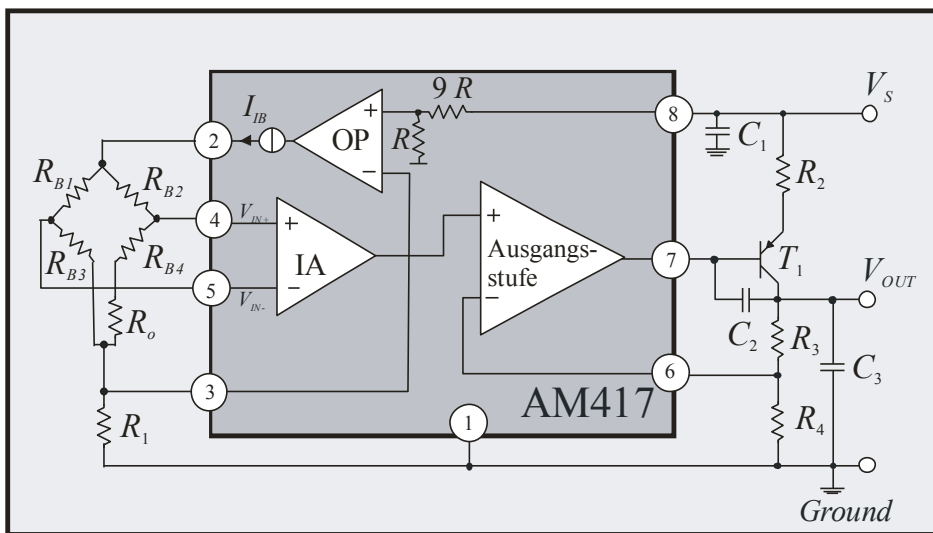 9 R
V_S
I_IB
2
OP
+
−
R
8
C_1
R_B1
R_B2
R_2
4
V_IN+
+
IA
−
+
Ausgangs-
stufe
−
7
T_1
V_OUT
R_B3
R_B4
5
V_IN-
C_2
R_3
C_3
R_o
3
6
AM417
R_1
1
R_4
Ground